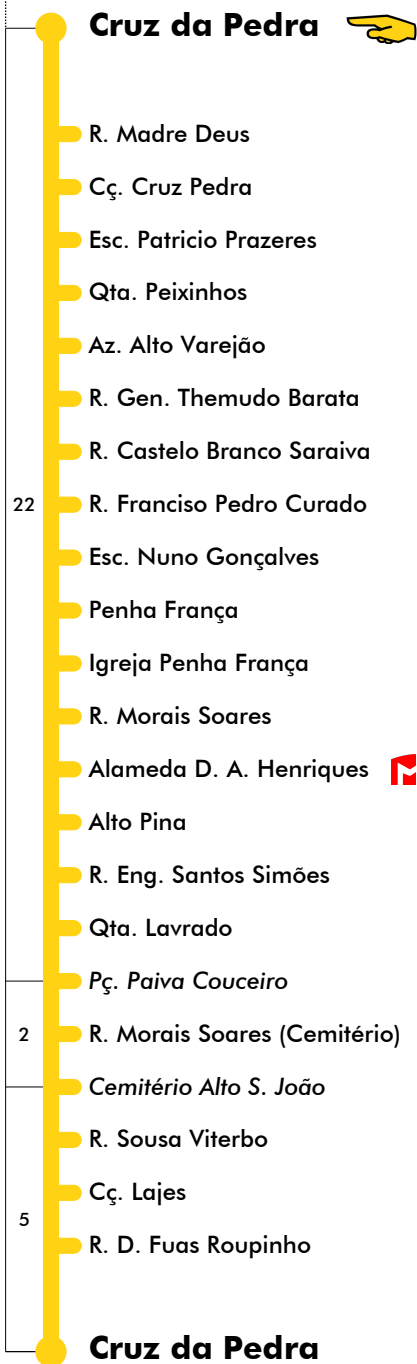 Cruz da Pedra
R. Madre Deus
Cç. Cruz Pedra
Esc. Patricio Prazeres
Qta. Peixinhos
Az. Alto Varejão
R. Gen. Themudo Barata
R. Castelo Branco Saraiva
22 R. Franciso Pedro Curado
Esc. Nuno Gonçalves
Penha França
Igreja Penha França
R. Morais Soares
Alameda D. A. Henriques M
Alto Pina
R. Eng. Santos Simões
Qta. Lavrado
Pç. Paiva Couceiro
2 R. Morais Soares (Cemitério)
Cemitério Alto S. João
R. Sousa Viterbo
Cç. Lajes
5
R. D. Fuas Roupinho
Cruz da Pedra